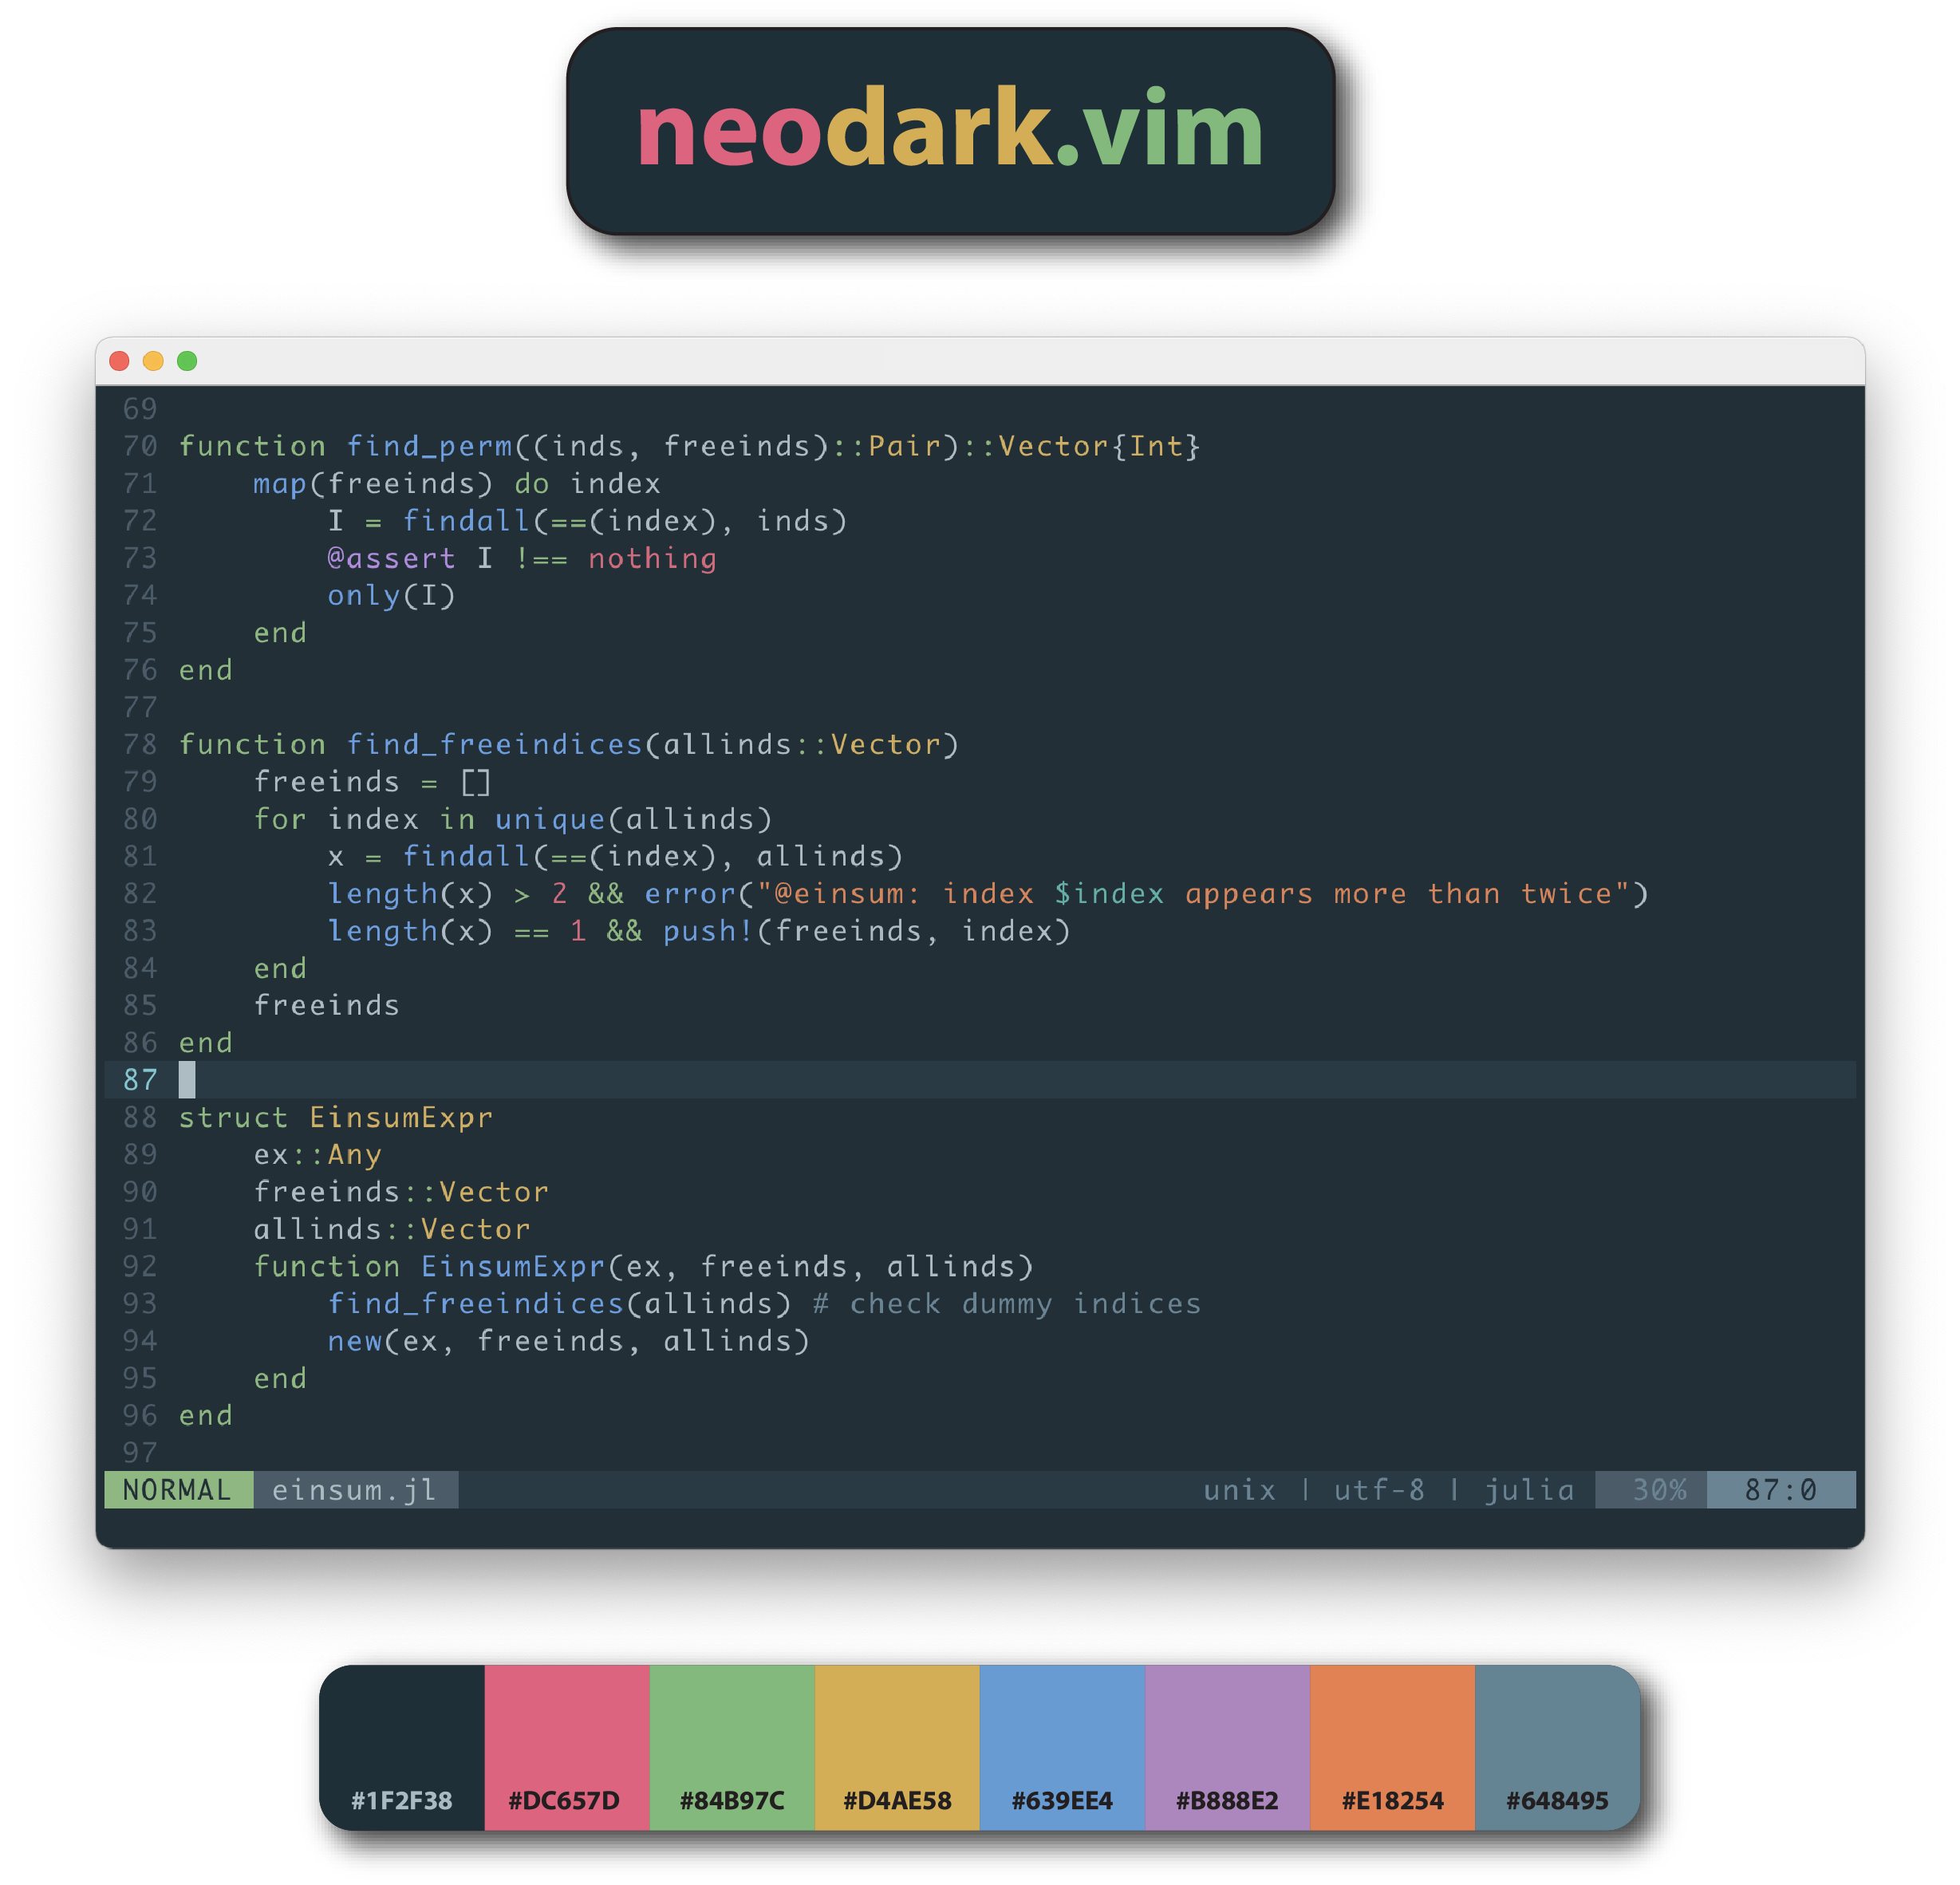 neodark.vim
69
70 function find_perm((inds, freeinds)::Pair)::Vector{Int}
71     map(freeinds) do index
72         I = findall(==(index), inds)
73         @assert I !== nothing
74         only(I)
75     end
76 end
77
78 function find_freeindices(allinds::Vector)
79     freeinds = []
80     for index in unique(allinds)
81         x = findall(==(index), allinds)
82         length(x) > 2 && error("@einsum: index $index appears more than twice")
83         length(x) == 1 && push!(freeinds, index)
84     end
85     freeinds
86 end
87
88 struct EinsumExpr
89     ex::Any
90     freeinds::Vector
91     allinds::Vector
92     function EinsumExpr(ex, freeinds, allinds)
93         find_freeindices(allinds) # check dummy indices
94         new(ex, freeinds, allinds)
95     end
96 end
97
NORMAL einsum.jl unix | utf-8 | julia 30% 87:0
#1F2F38 #DC657D #84B97C #D4AE58 #639EE4 #B888E2 #E18254 #648495